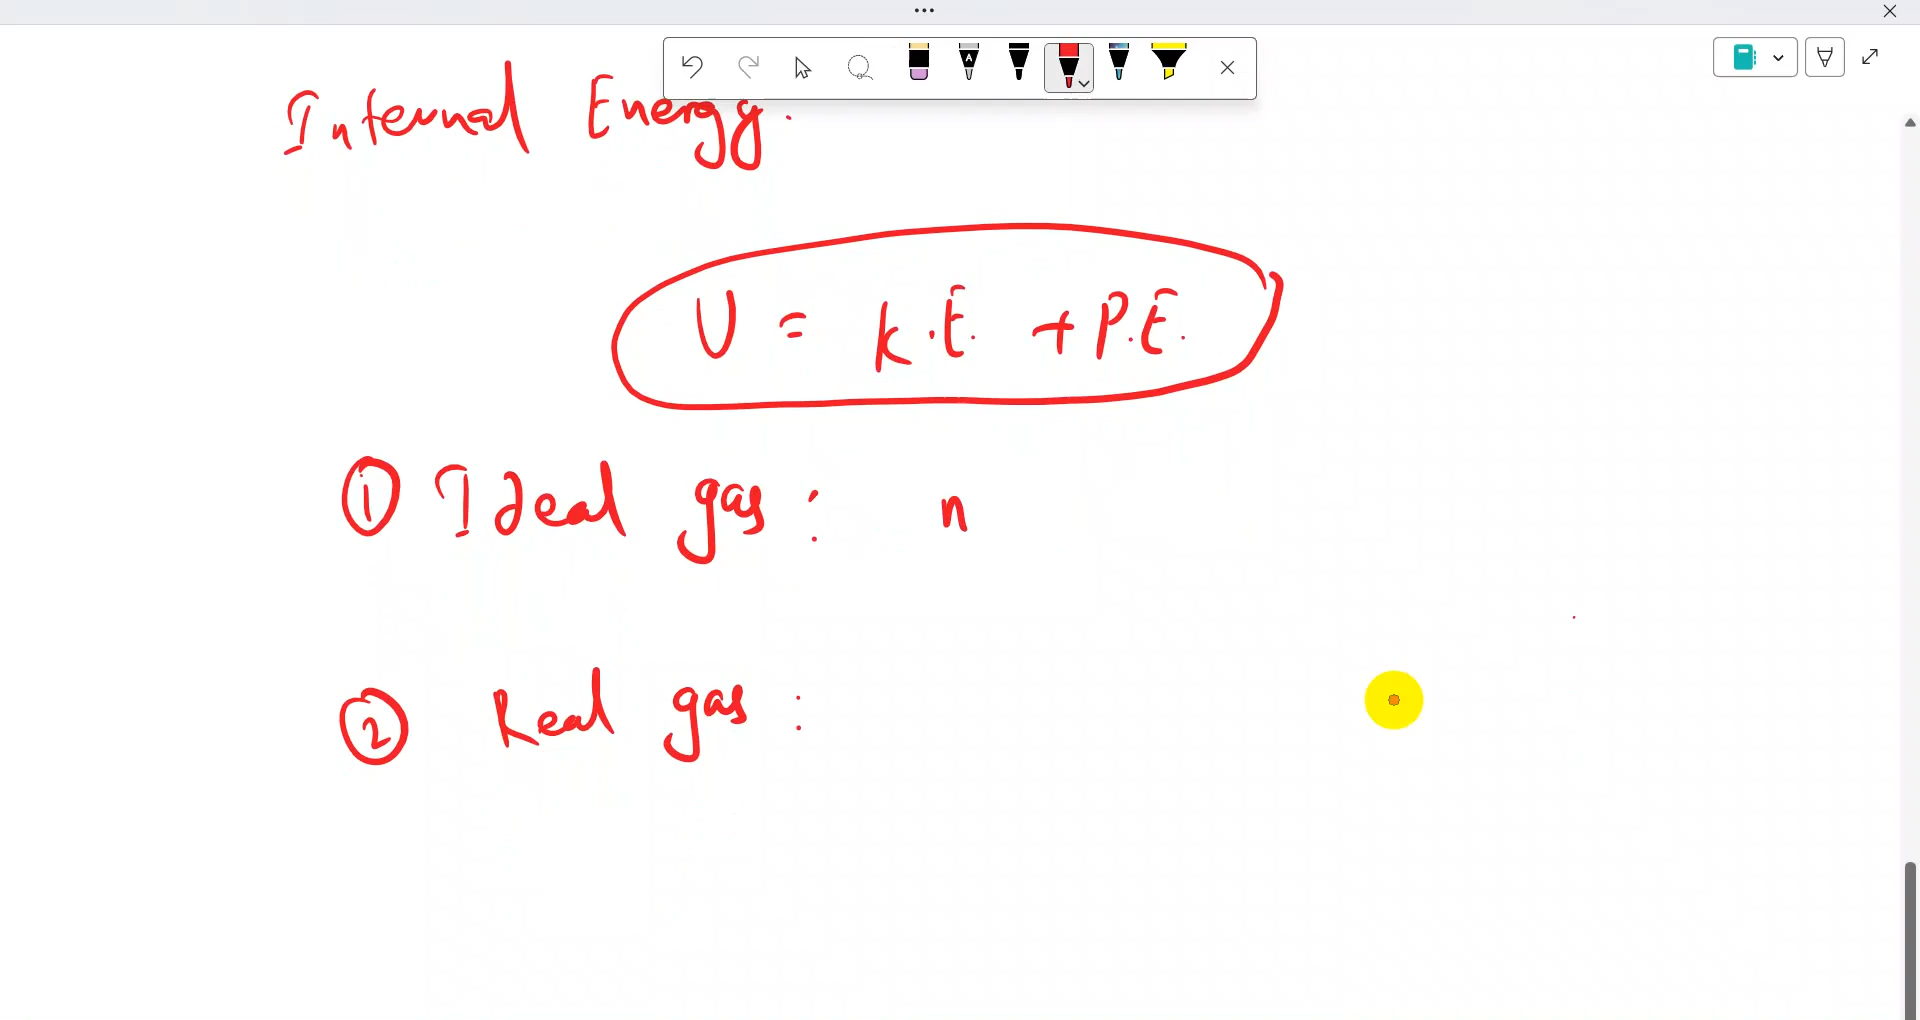 Internal Energy.
U = K.E. + P.E.
① Ideal gas : n
② Real gas :